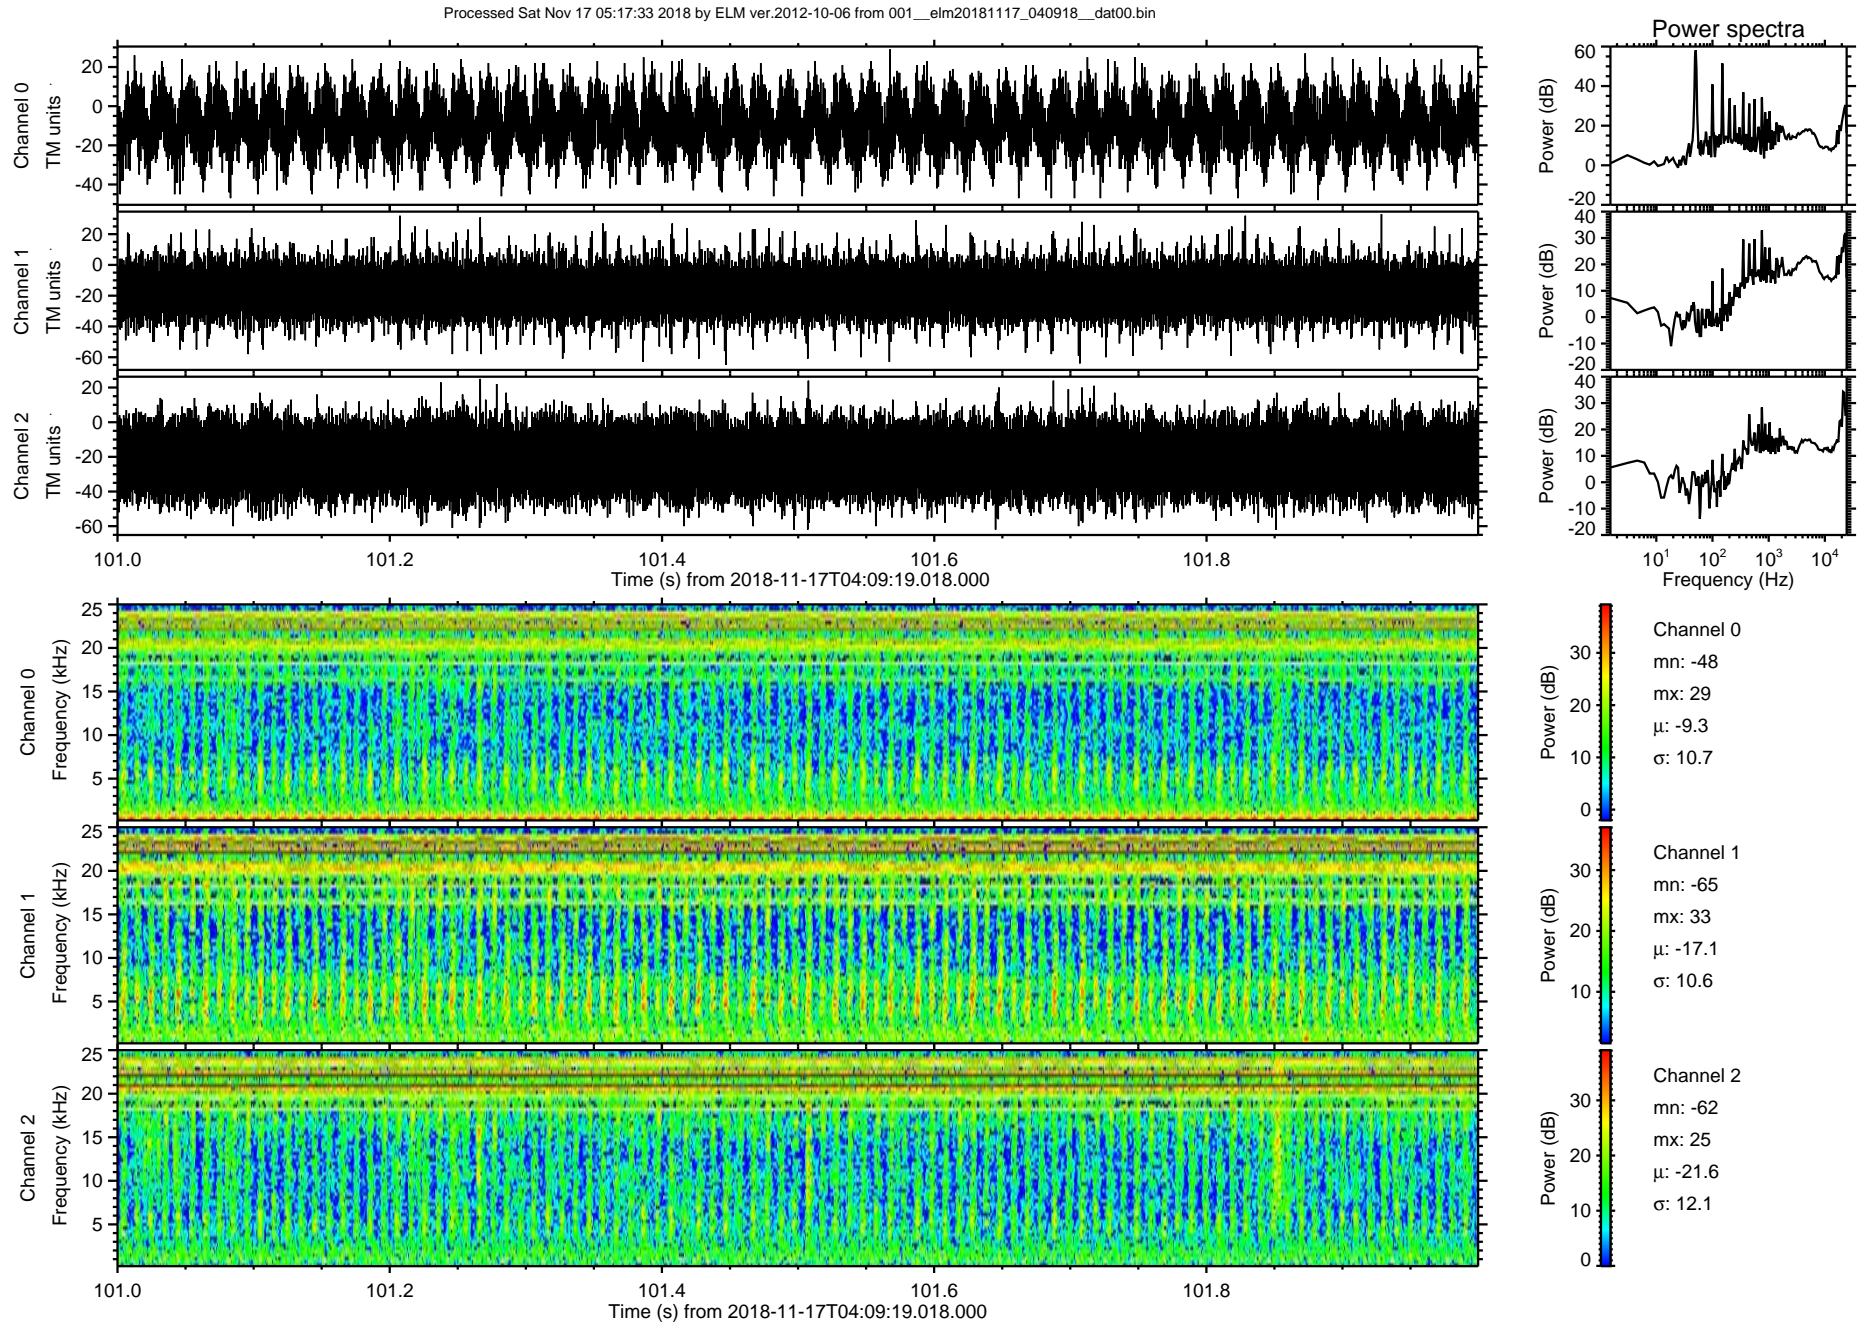 Processed Sat Nov 17 05:17:33 2018 by ELM ver.2012-10-06 from 001__elm20181117_040918__dat00.bin
Power spectra
Channel 0
TM units
20
0
-20
-40
Power (dB)
60
40
20
0
-20
Channel 1
TM units
20
0
-20
-40
-60
Power (dB)
40
30
20
10
0
-10
-20
Channel 2
TM units
20
0
-20
-40
-60
Power (dB)
40
30
20
10
0
-10
-20
101.0 101.2 101.4 101.6 101.8
Time (s) from 2018-11-17T04:09:19.018.000
10¹ 10² 10³ 10⁴
Frequency (Hz)
Channel 0
Frequency (kHz)
25
20
15
10
5
Power (dB)
30
20
10
0
Channel 0
mn: -48
mx: 29
μ: -9.3
σ: 10.7
Channel 1
Frequency (kHz)
25
20
15
10
5
Power (dB)
30
20
10
Channel 1
mn: -65
mx: 33
μ: -17.1
σ: 10.6
Channel 2
Frequency (kHz)
25
20
15
10
5
Power (dB)
30
20
10
0
Channel 2
mn: -62
mx: 25
μ: -21.6
σ: 12.1
101.0 101.2 101.4 101.6 101.8
Time (s) from 2018-11-17T04:09:19.018.000